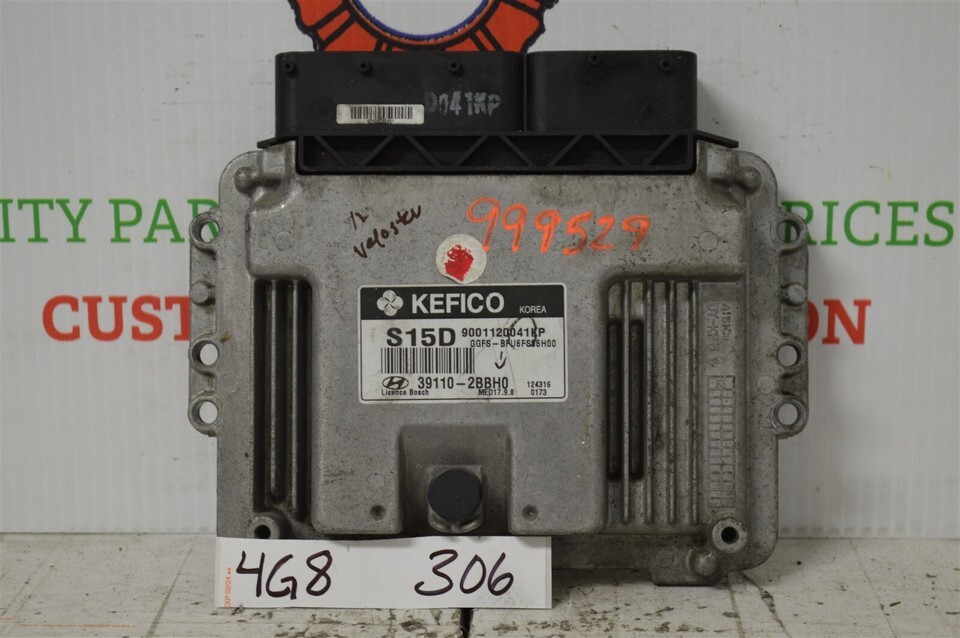 0041KP
12
Veloster
999529
ITY PAR
RICES
CUST
ON
KEFICO KOREA
S15D 9001120041KP
GGFS-BFU6FS06H00
39110-2BBH0 124316
Licence Bosch MED17.9.8 0173
4G8 306